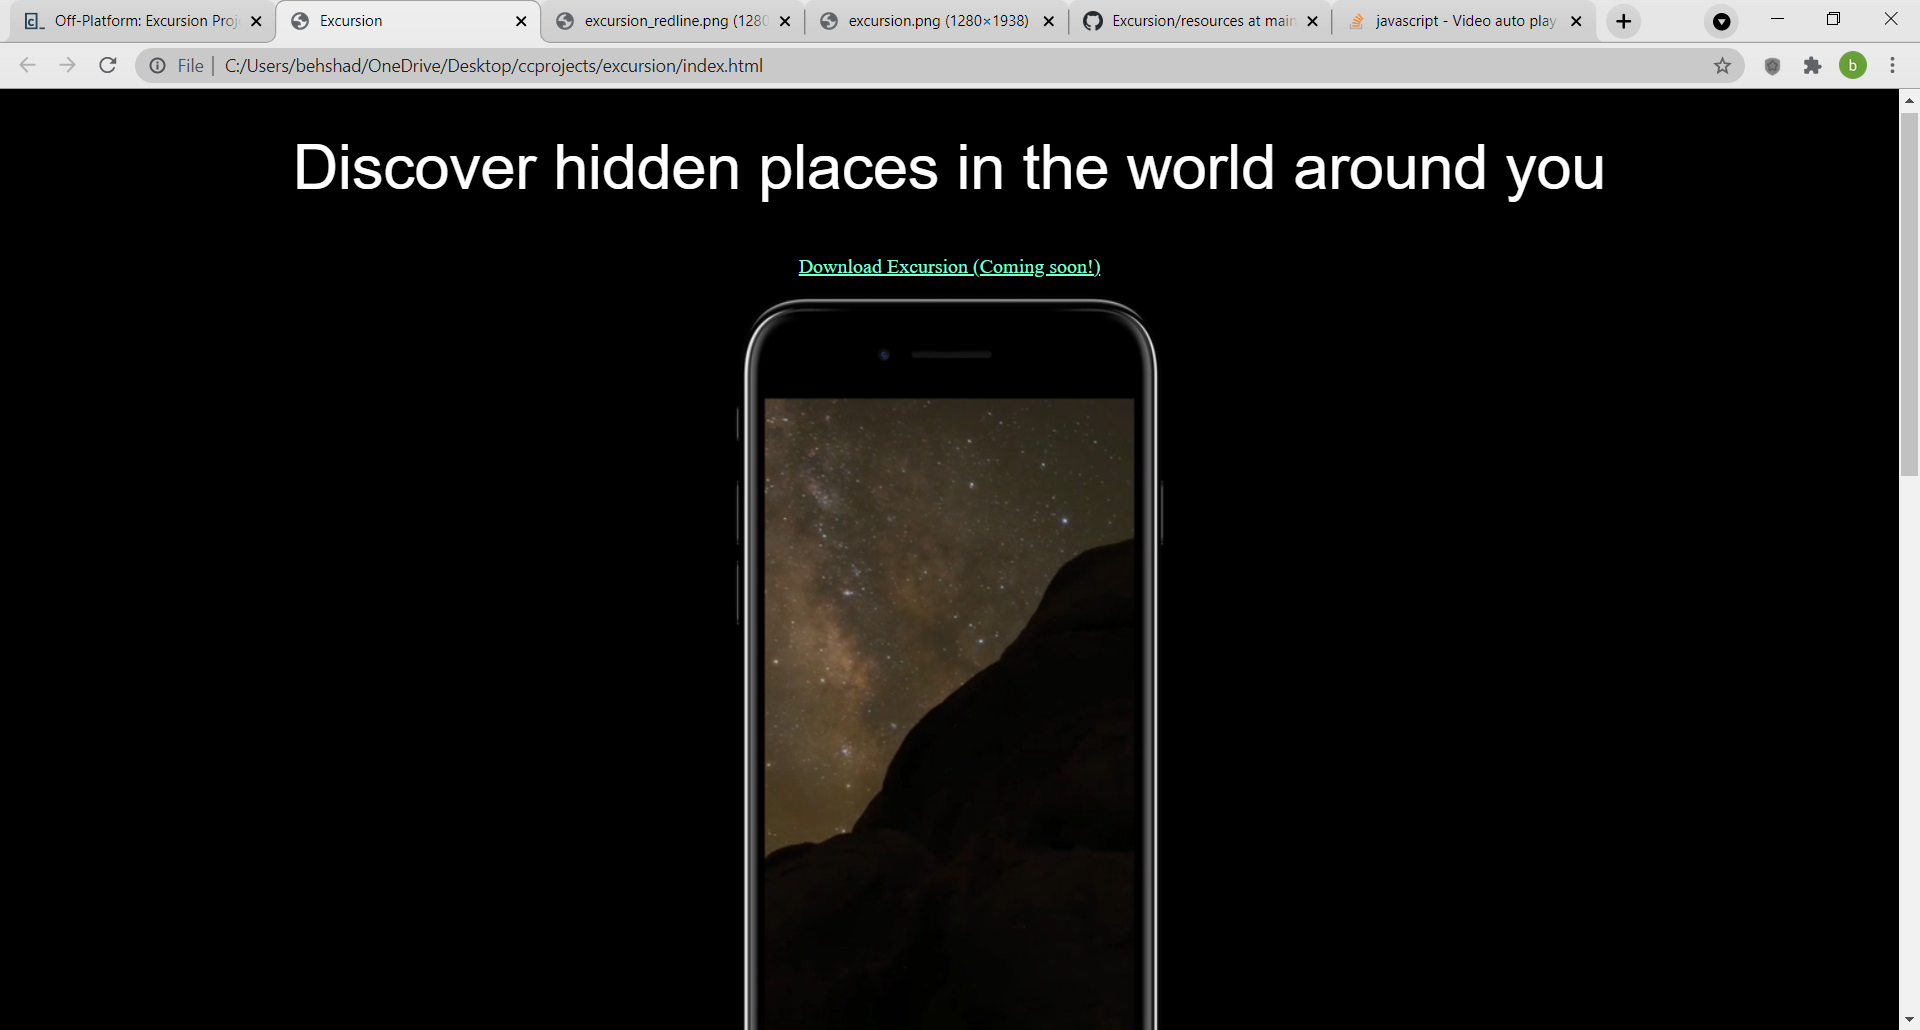 Off-Platform: Excursion Proj
Excursion
excursion_redline.png (1280
excursion.png (1280×1938)
Excursion/resources at main
javascript - Video auto play
File | C:/Users/behshad/OneDrive/Desktop/ccprojects/excursion/index.html
b
Discover hidden places in the world around you
Download Excursion (Coming soon!)